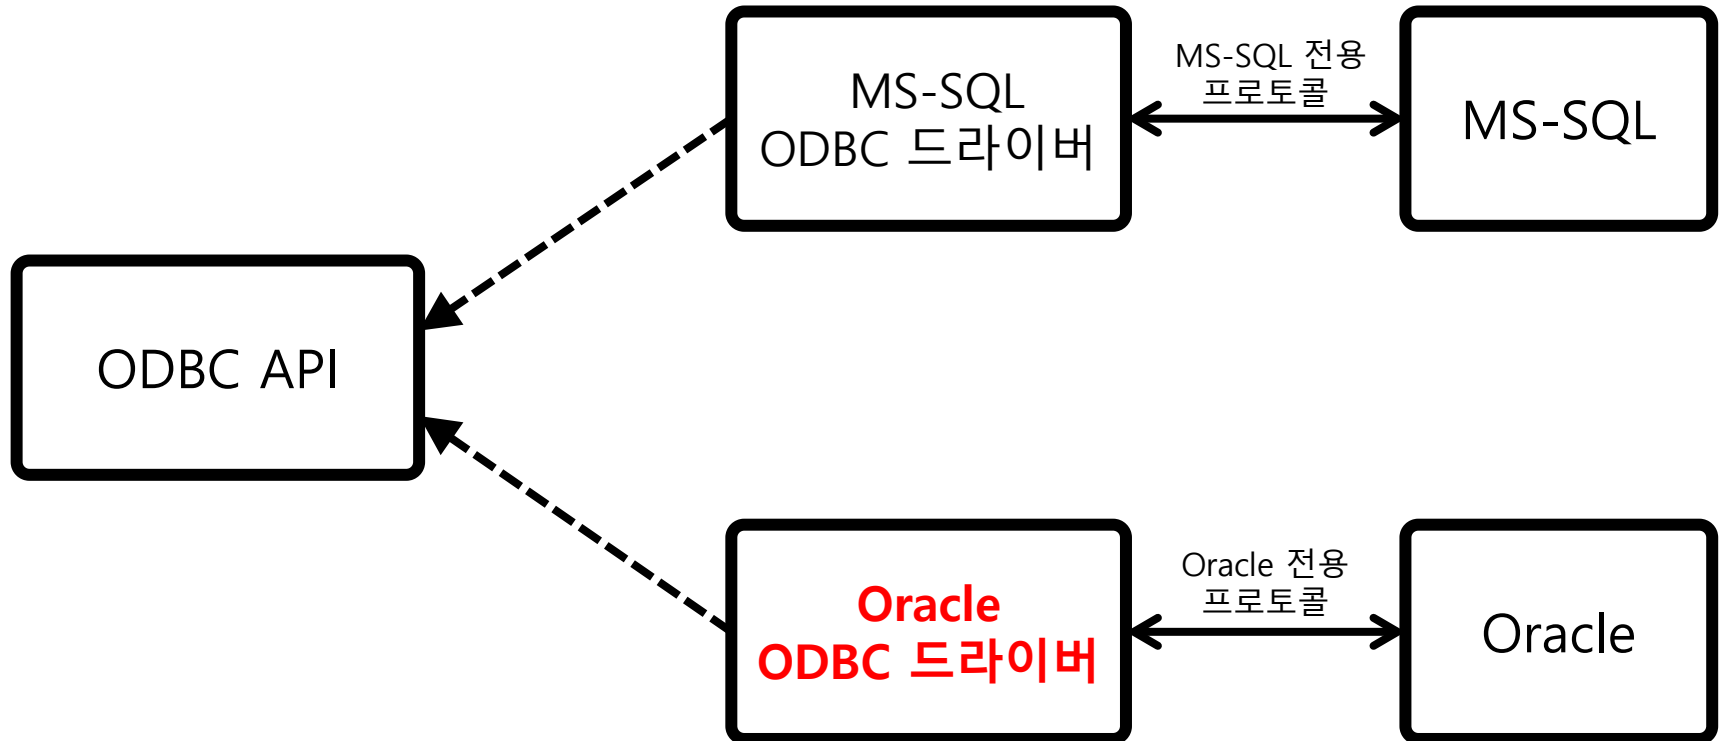 MS-SQL
ODBC 드라이버
MS-SQL 전용
프로토콜
MS-SQL
ODBC API
Oracle
ODBC 드라이버
Oracle 전용
프로토콜
Oracle